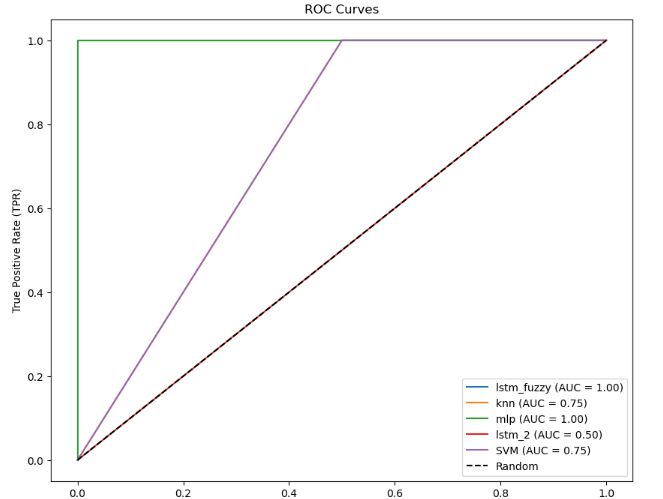 ROC Curves
True Positive Rate (TPR)
1.0
0.8
0.6
0.4
0.2
0.0
0.0 0.2 0.4 0.6 0.8 1.0
lstm_fuzzy (AUC = 1.00)
knn (AUC = 0.75)
mlp (AUC = 1.00)
lstm_2 (AUC = 0.50)
SVM (AUC = 0.75)
Random